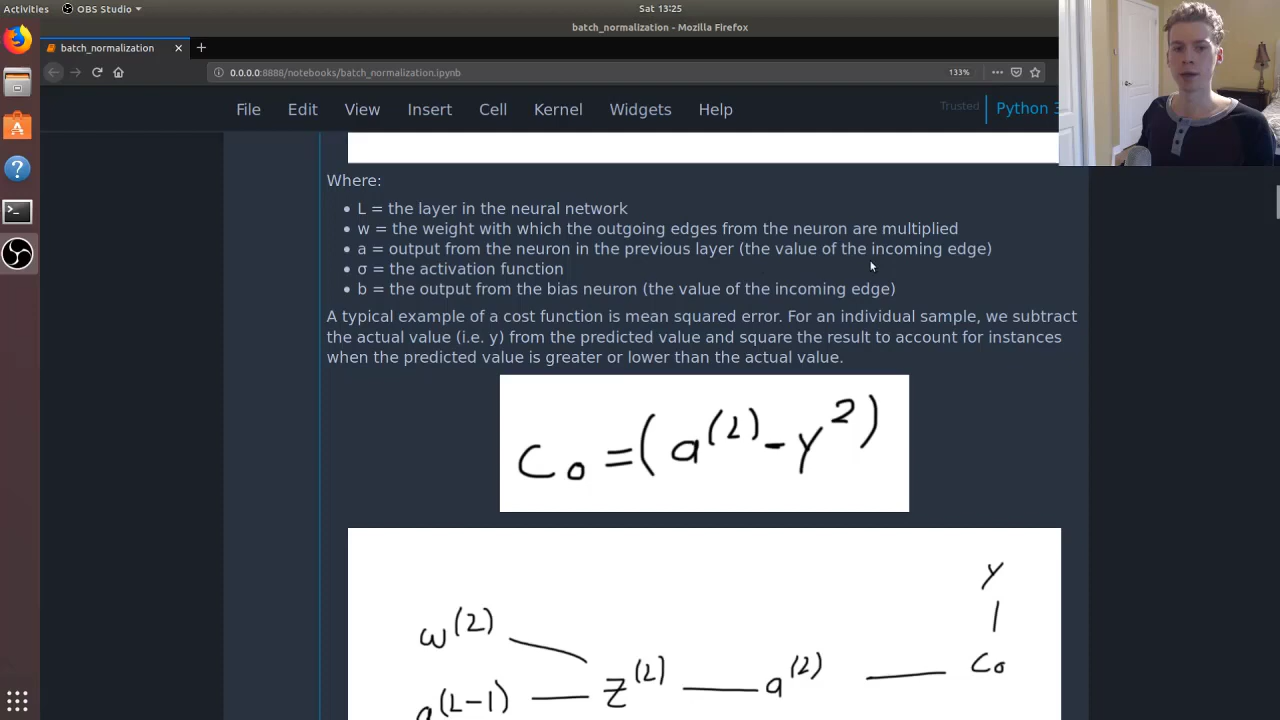 Activities OBS Studio Sat 13:25
batch_normalization - Mozilla Firefox
batch_normalization
0.0.0.0:8888/notebooks/batch_normalization.ipynb 133%
File Edit View Insert Cell Kernel Widgets Help Trusted Python 3
Where:
• L = the layer in the neural network
• w = the weight with which the outgoing edges from the neuron are multiplied
• a = output from the neuron in the previous layer (the value of the incoming edge)
• σ = the activation function
• b = the output from the bias neuron (the value of the incoming edge)
A typical example of a cost function is mean squared error. For an individual sample, we subtract
the actual value (i.e. y) from the predicted value and square the result to account for instances
when the predicted value is greater or lower than the actual value.
C₀ = (a⁽²⁾ - y²)
y
w⁽²⁾
z⁽²⁾ a⁽²⁾ C₀
a⁽ᴸ⁻¹⁾